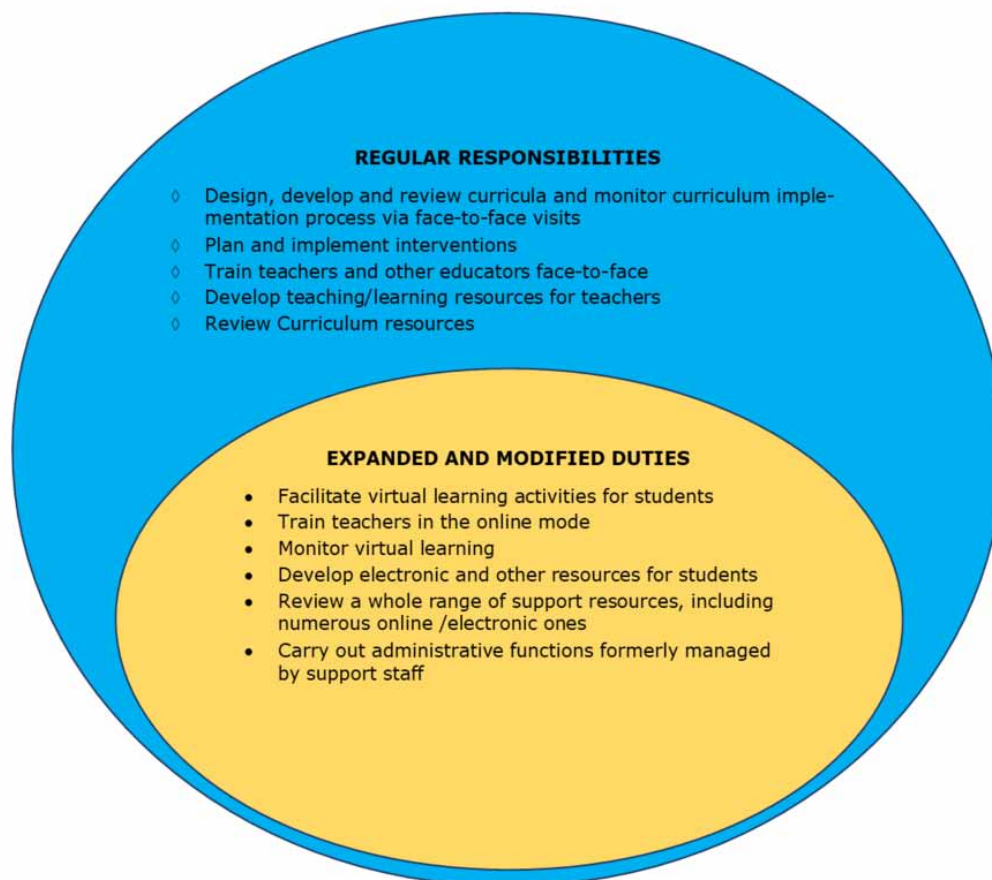 REGULAR RESPONSIBILITIES
◊ Design, develop and review curricula and monitor curriculum imple-
mentation process via face-to-face visits
◊ Plan and implement interventions
◊ Train teachers and other educators face-to-face
◊ Develop teaching/learning resources for teachers
◊ Review Curriculum resources
EXPANDED AND MODIFIED DUTIES
• Facilitate virtual learning activities for students
• Train teachers in the online mode
• Monitor virtual learning
• Develop electronic and other resources for students
• Review a whole range of support resources, including
numerous online /electronic ones
• Carry out administrative functions formerly managed
by support staff